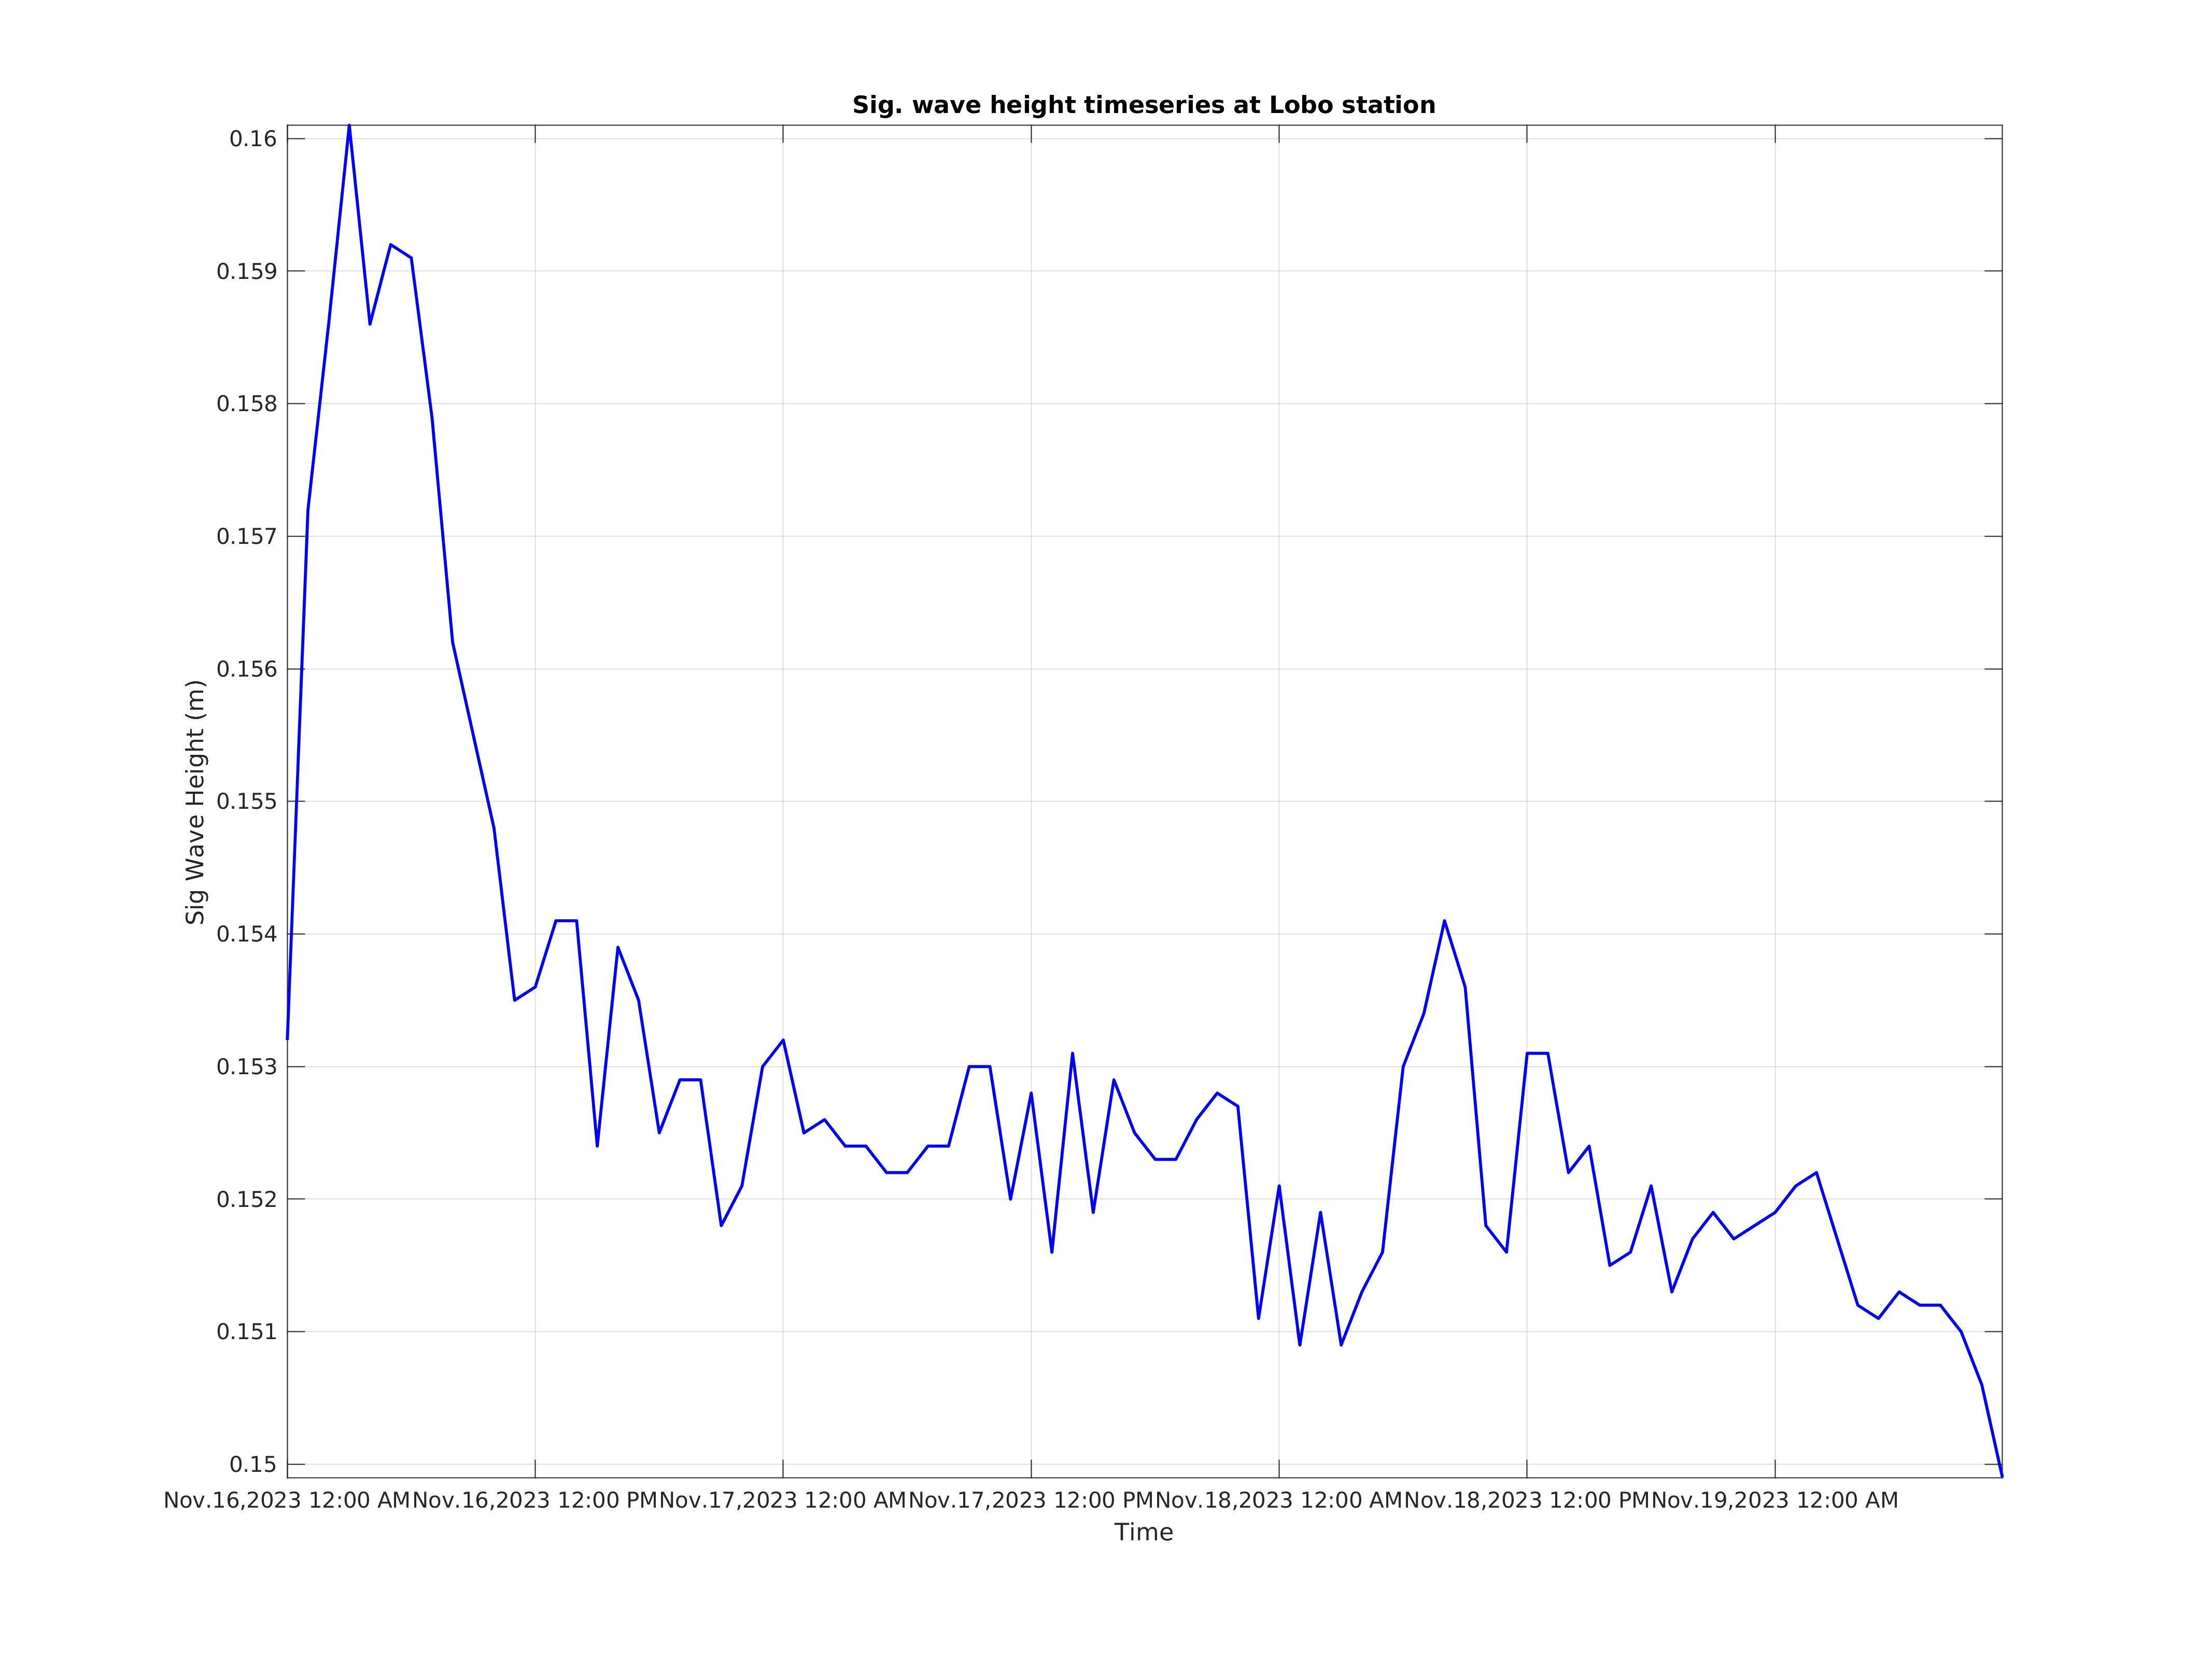 Sig. wave height timeseries at Lobo station
0.16
0.159
0.158
0.157
0.156
0.155
0.154
0.153
0.152
0.151
0.15
Sig Wave Height (m)
Nov.16,2023 12:00 AM Nov.16,2023 12:00 PM Nov.17,2023 12:00 AM Nov.17,2023 12:00 PM Nov.18,2023 12:00 AM Nov.18,2023 12:00 PM Nov.19,2023 12:00 AM
Time